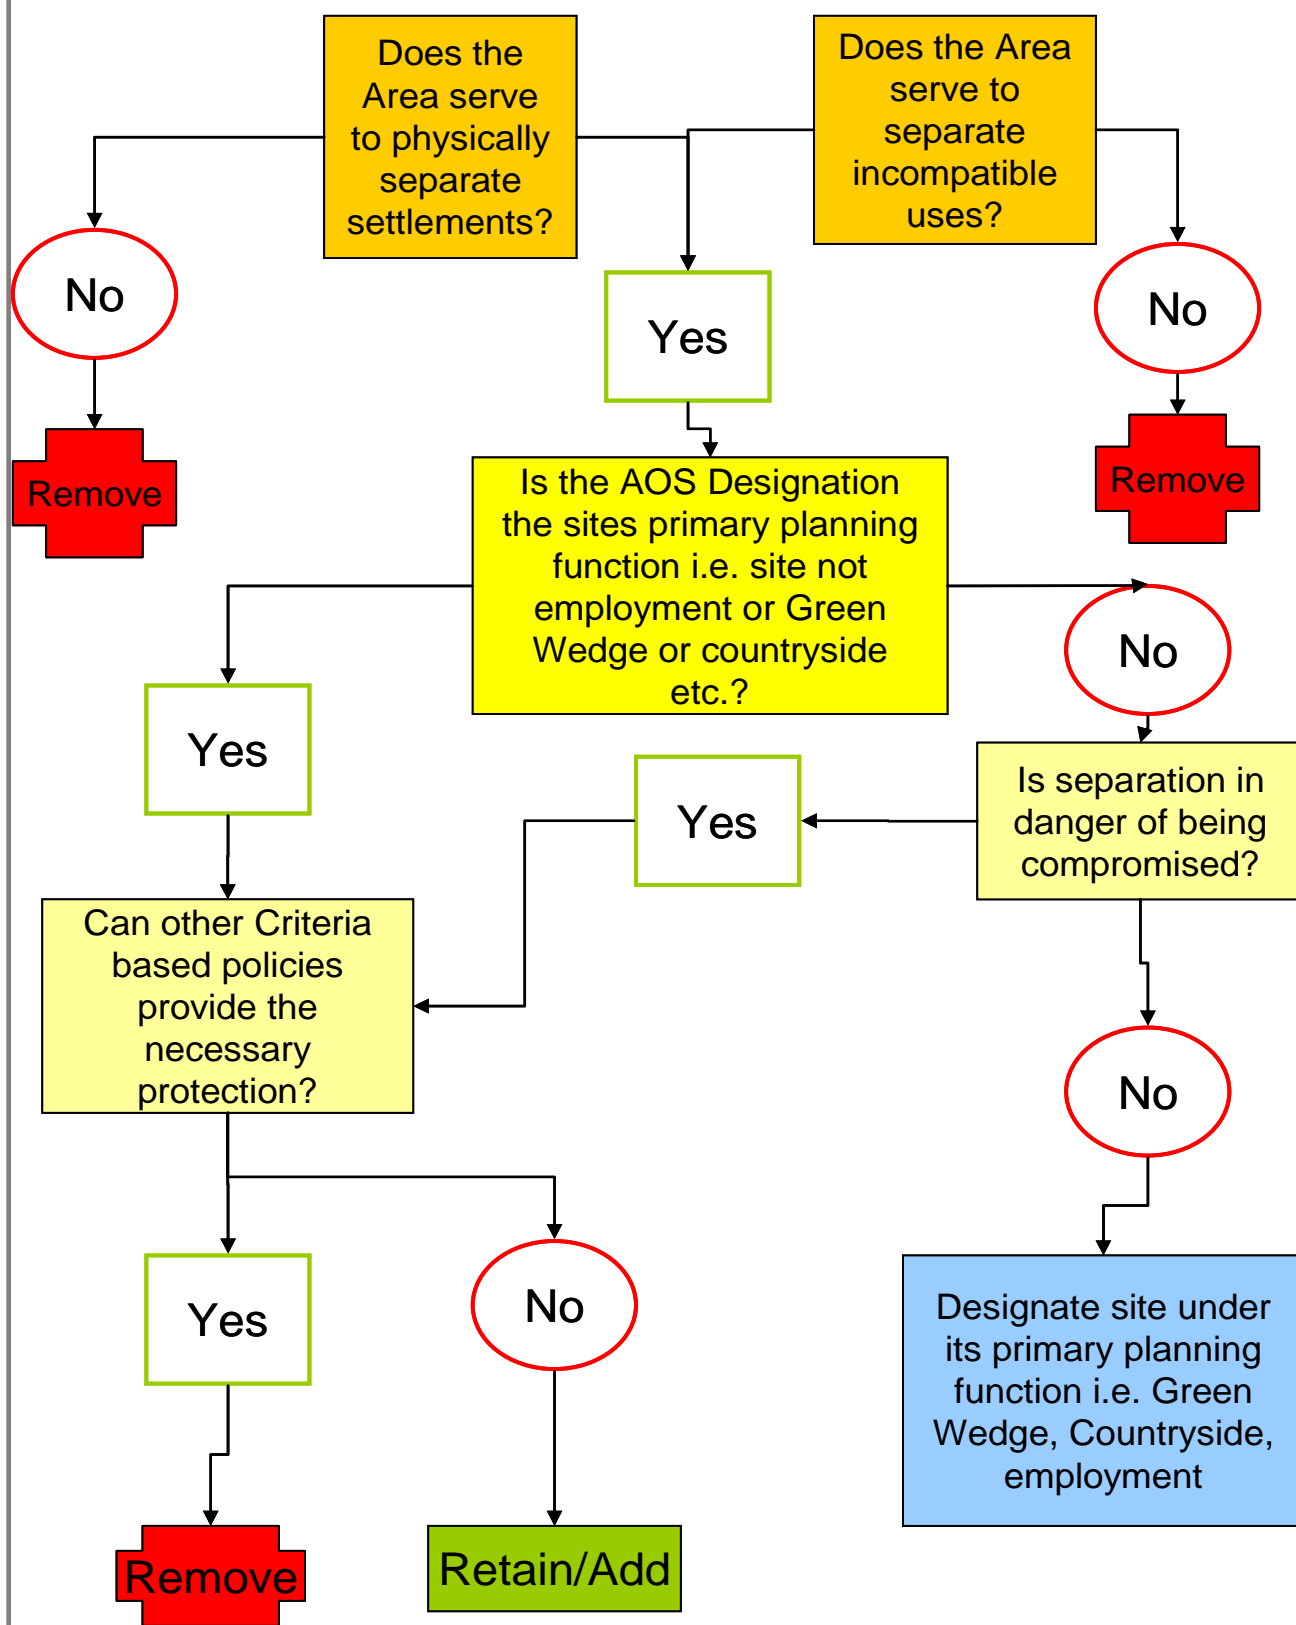 Does the
Area serve
to physically
separate
settlements?
Does the Area
serve to
separate
incompatible
uses?
No
Yes
No
Remove
Remove
Is the AOS Designation
the sites primary planning
function i.e. site not
employment or Green
Wedge or countryside
etc.?
No
Yes
Yes
Is separation in
danger of being
compromised?
Can other Criteria
based policies
provide the
necessary
protection?
No
Yes
No
Designate site under
its primary planning
function i.e. Green
Wedge, Countryside,
employment
Remove
Retain/Add